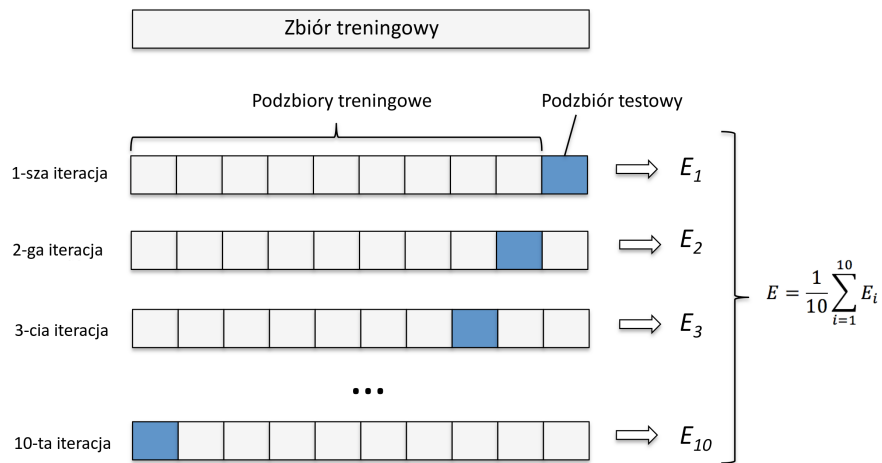 Zbiór treningowy
Podzbiory treningowe
Podzbiór testowy
1-sza iteracja
E1
2-ga iteracja
E2
3-cia iteracja
E3
E = 1/10 10∑i=1 Ei
...
10-ta iteracja
E10